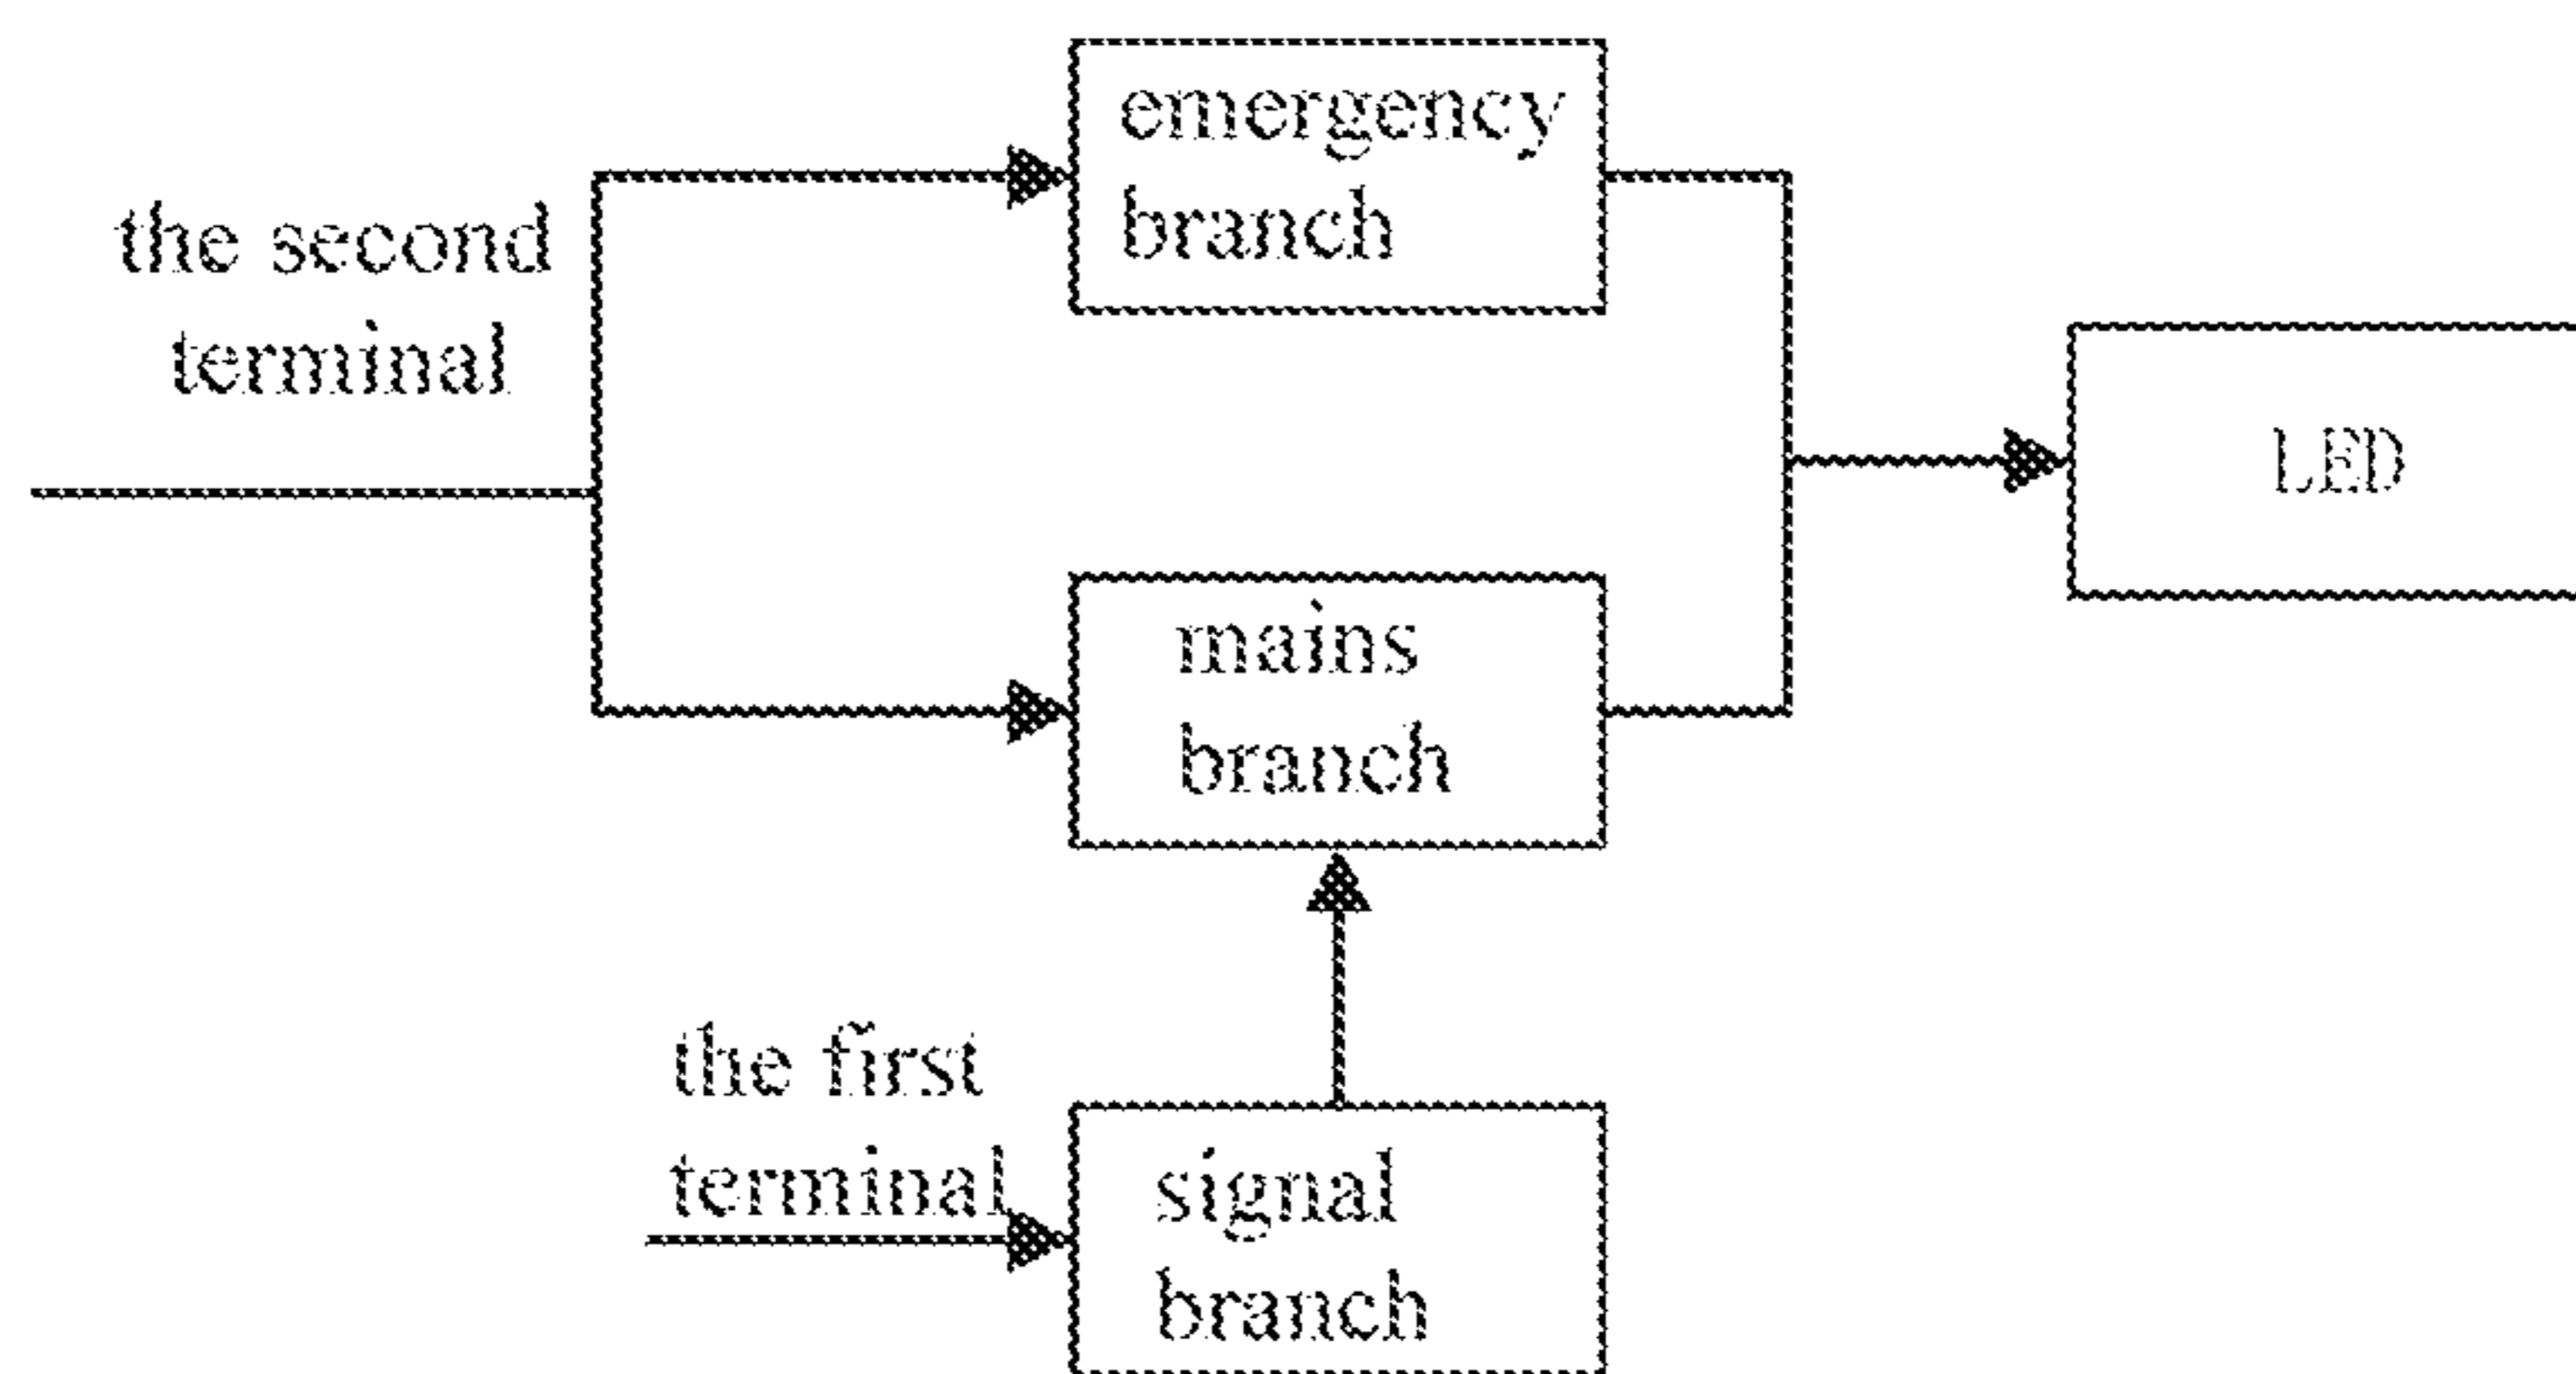 emergency
branch
the second
terminal
LED
mains
branch
the first
terminal
signal
branch